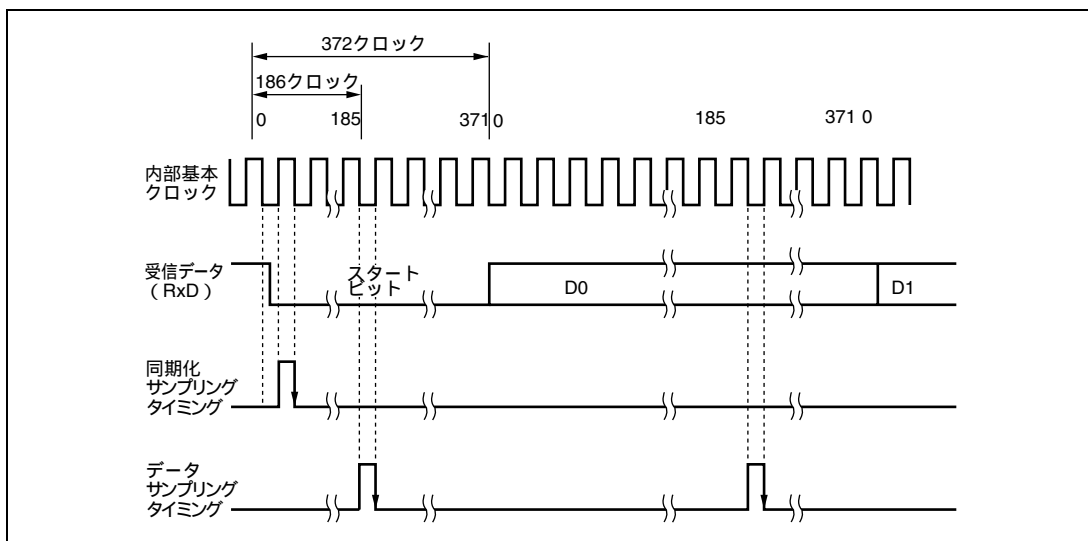 372クロック
186クロック
0 185 371 0 185 371 0
内部基本
クロック
受信データ
(RxD)
スタート
ビット
D0
D1
同期化
サンプリング
タイミング
データ
サンプリング
タイミング